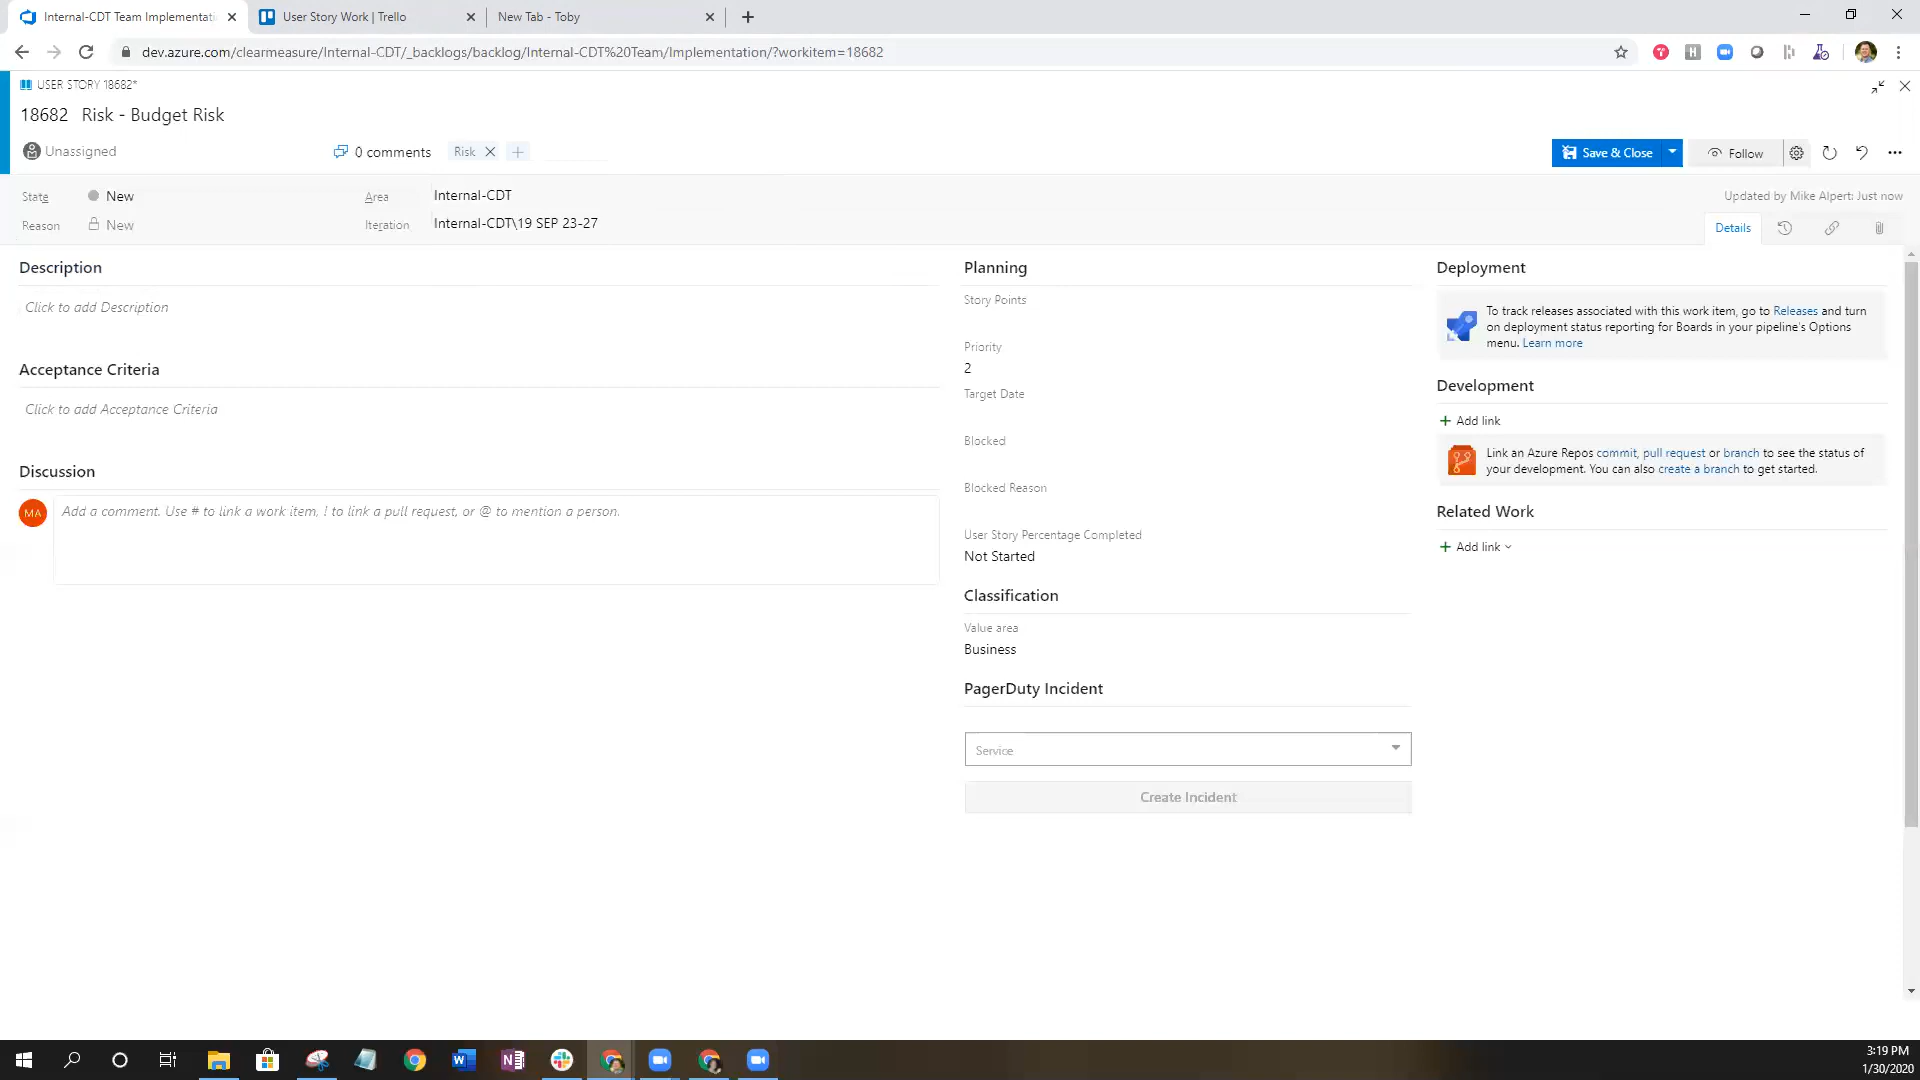 Internal-CDT Team Implementati
User Story Work | Trello
New Tab - Toby
dev.azure.com/clearmeasure/Internal-CDT/_backlogs/backlog/Internal-CDT%20Team/Implementation/?workitem=18682
USER STORY 18682*
18682 Risk - Budget Risk
Unassigned
0 comments
Risk
Save & Close
Follow
State
New
Area
Internal-CDT
Updated by Mike Alpert: Just now
Reason
New
Iteration
Internal-CDT\19 SEP 23-27
Details
Description
Click to add Description
Acceptance Criteria
Click to add Acceptance Criteria
Discussion
MA
Add a comment. Use # to link a work item, ! to link a pull request, or @ to mention a person.
Planning
Story Points
Priority
2
Target Date
Blocked
Blocked Reason
User Story Percentage Completed
Not Started
Classification
Value area
Business
PagerDuty Incident
Service
Create Incident
Deployment
To track releases associated with this work item, go to Releases and turn
on deployment status reporting for Boards in your pipeline's Options
menu. Learn more
Development
Add link
Link an Azure Repos commit, pull request or branch to see the status of
your development. You can also create a branch to get started.
Related Work
Add link
3:19 PM
1/30/2020